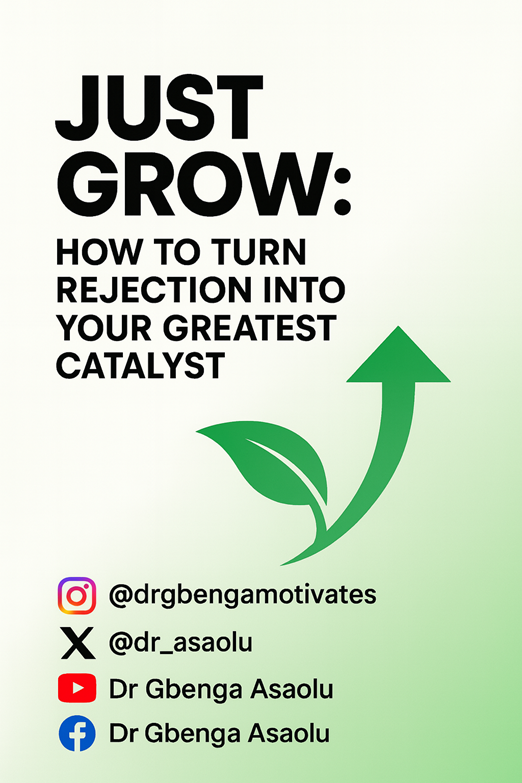 JUST
GROW:
HOW TO TURN
REJECTION INTO
YOUR GREATEST
CATALYST
@drgbengamotivates
@dr_asaolu
Dr Gbenga Asaolu
Dr Gbenga Asaolu